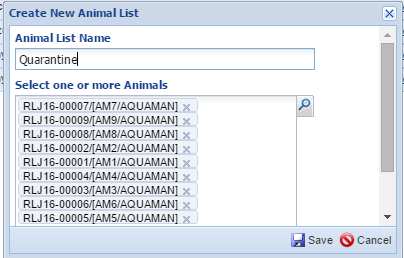 Create New Animal List
Animal List Name
Quarantine
Select one or more Animals
RLJ16-00007/[AM7/AQUAMAN]
RLJ16-00009/[AM9/AQUAMAN]
RLJ16-00008/[AM8/AQUAMAN]
RLJ16-00002/[AM2/AQUAMAN]
RLJ16-00001/[AM1/AQUAMAN]
RLJ16-00004/[AM4/AQUAMAN]
RLJ16-00003/[AM3/AQUAMAN]
RLJ16-00006/[AM6/AQUAMAN]
RLJ16-00005/[AM5/AQUAMAN]
Save Cancel